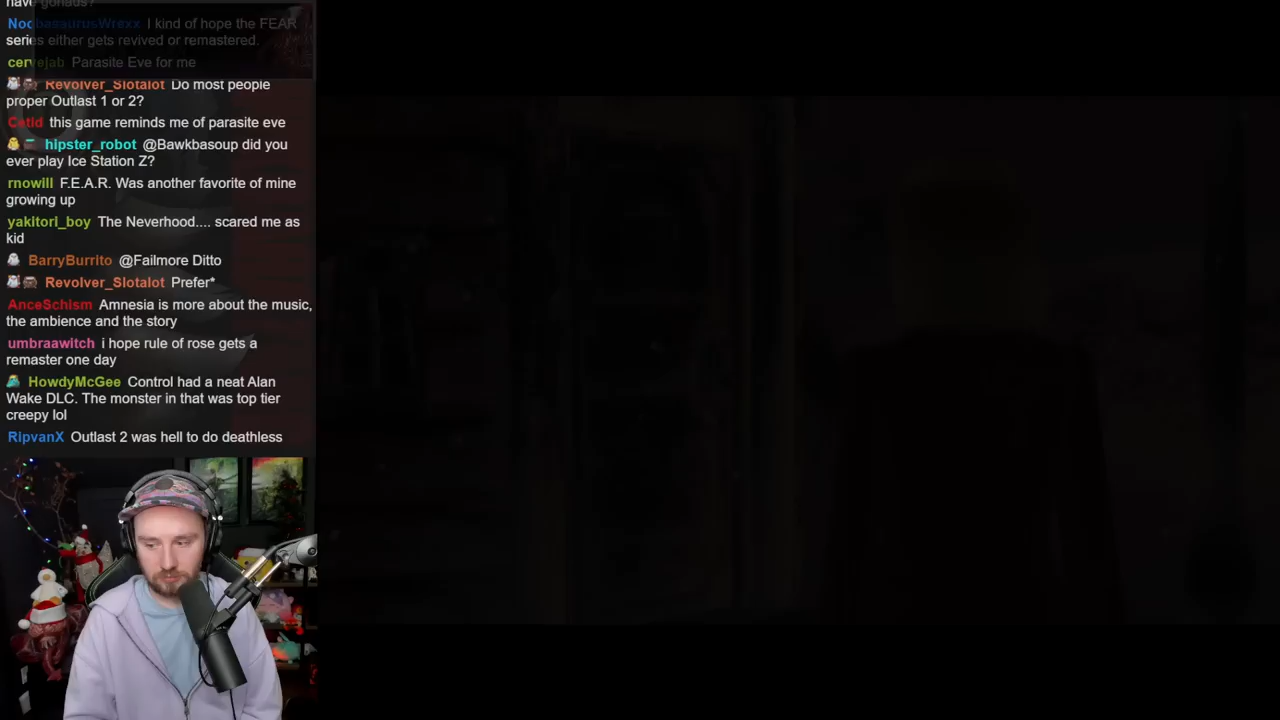 have gonads?
NoobasaurusWrexx I kind of hope the FEAR
series either gets revived or remastered.
cervejab Parasite Eve for me
Revolver_Slotalot Do most people
proper Outlast 1 or 2?
Cetid this game reminds me of parasite eve
hipster_robot @Bawkbasoup did you
ever play Ice Station Z?
rnowill F.E.A.R. Was another favorite of mine
growing up
yakitori_boy The Neverhood.... scared me as
kid
BarryBurrito @Failmore Ditto
Revolver_Slotalot Prefer*
AnceSchism Amnesia is more about the music,
the ambience and the story
umbraawitch i hope rule of rose gets a
remaster one day
HowdyMcGee Control had a neat Alan
Wake DLC. The monster in that was top tier
creepy lol
RipvanX Outlast 2 was hell to do deathless